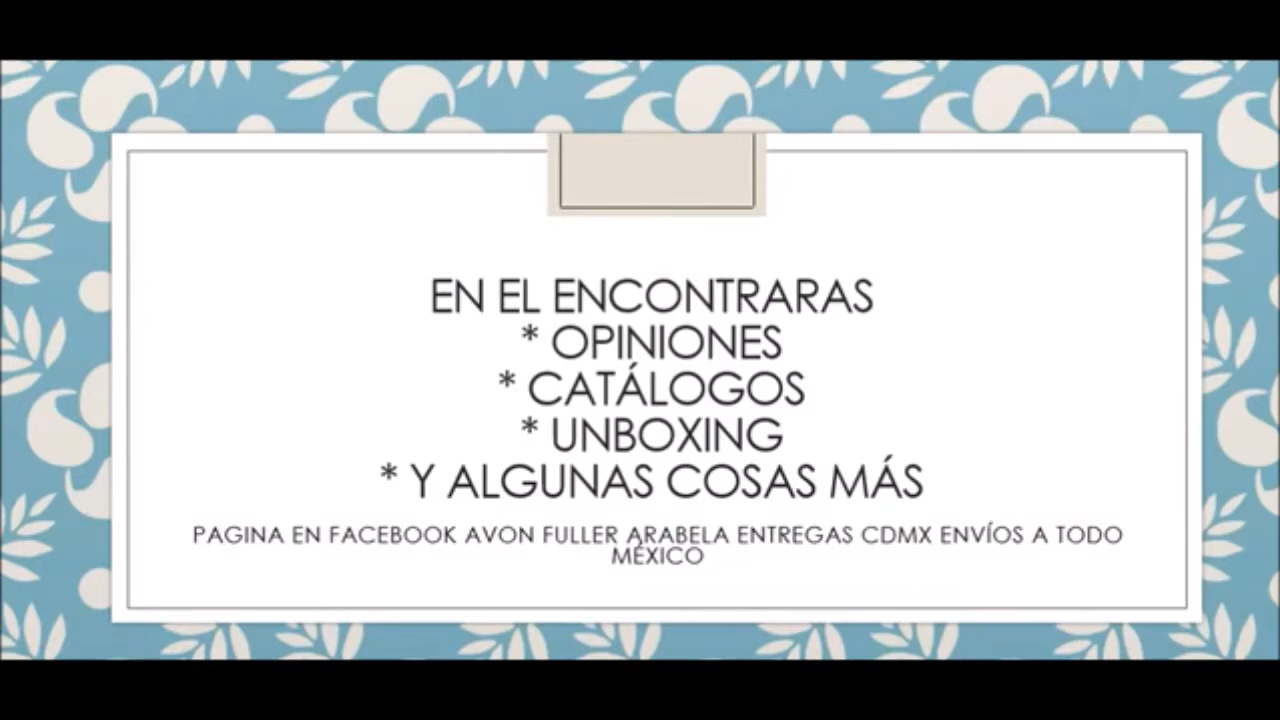 EN EL ENCONTRARAS
* OPINIONES
* CATÁLOGOS
* UNBOXING
* Y ALGUNAS COSAS MÁS
PAGINA EN FACEBOOK AVON FULLER ARABELA ENTREGAS CDMX ENVÍOS A TODO
MÉXICO